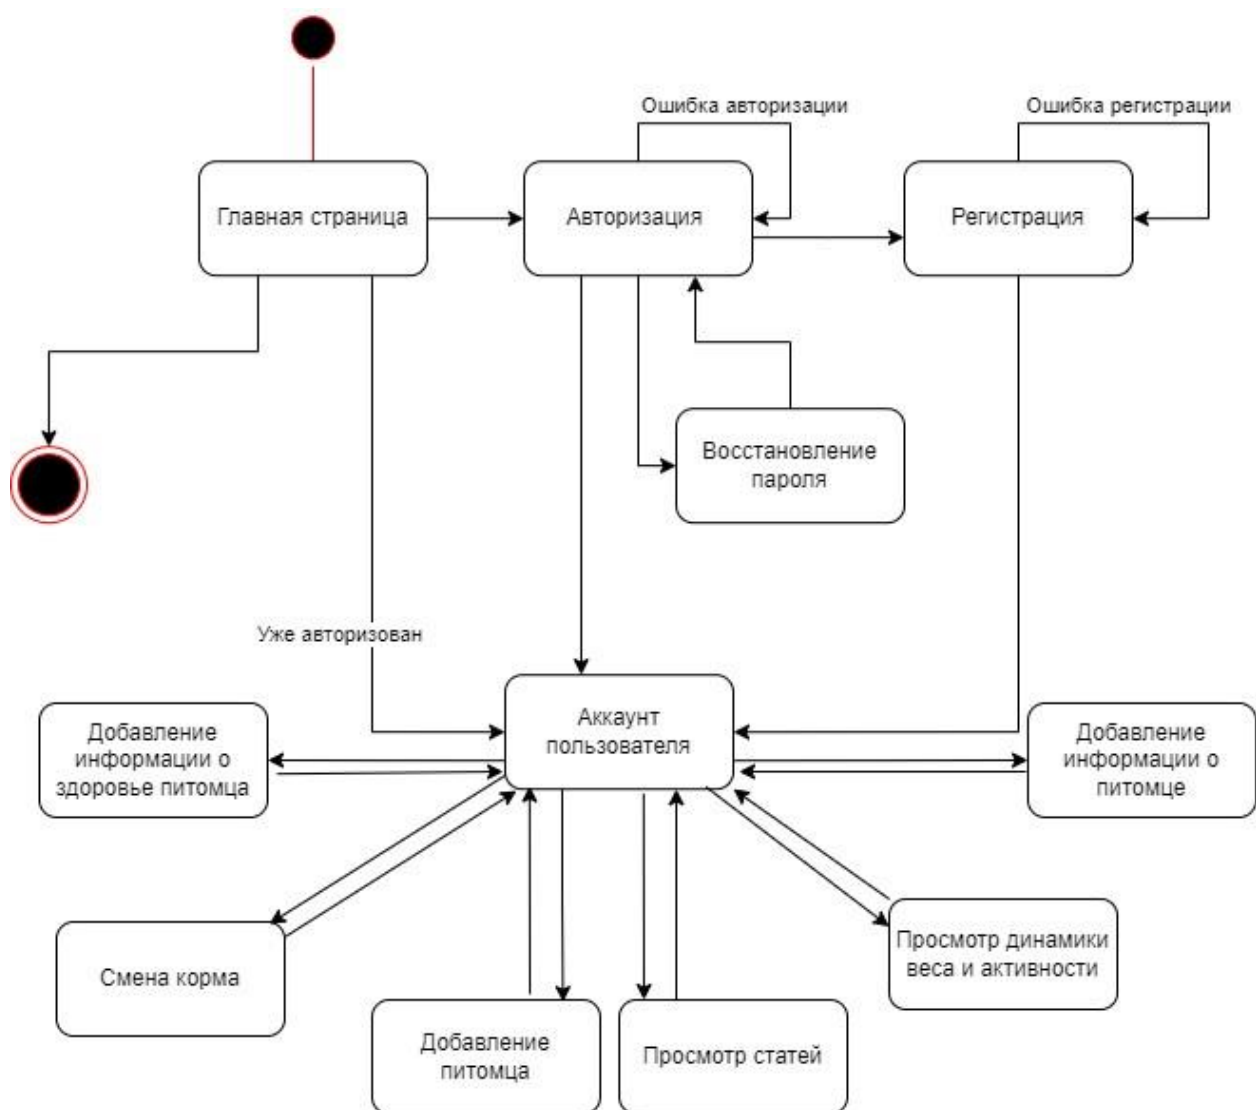 Ошибка авторизации
Ошибка регистрации
Главная страница
Авторизация
Регистрация
Восстановление
пароля
Уже авторизован
Аккаунт
пользователя
Добавление
информации о
здоровье питомца
Добавление
информации о
питомце
Смена корма
Просмотр динамики
веса и активности
Добавление
питомца
Просмотр статей